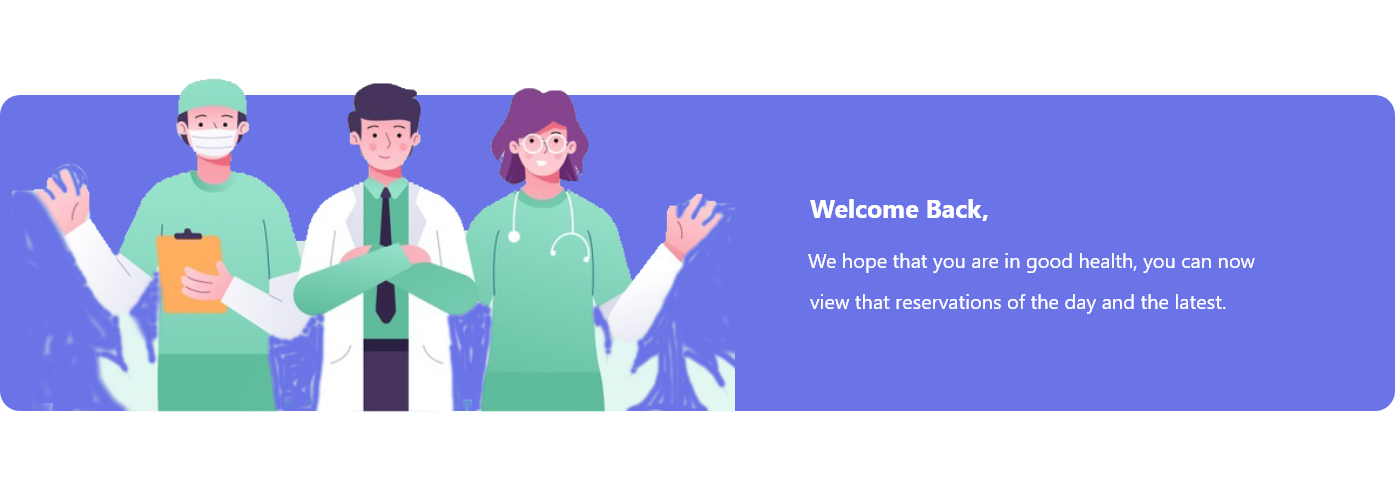 Welcome Back,
We hope that you are in good health, you can now
view that reservations of the day and the latest.